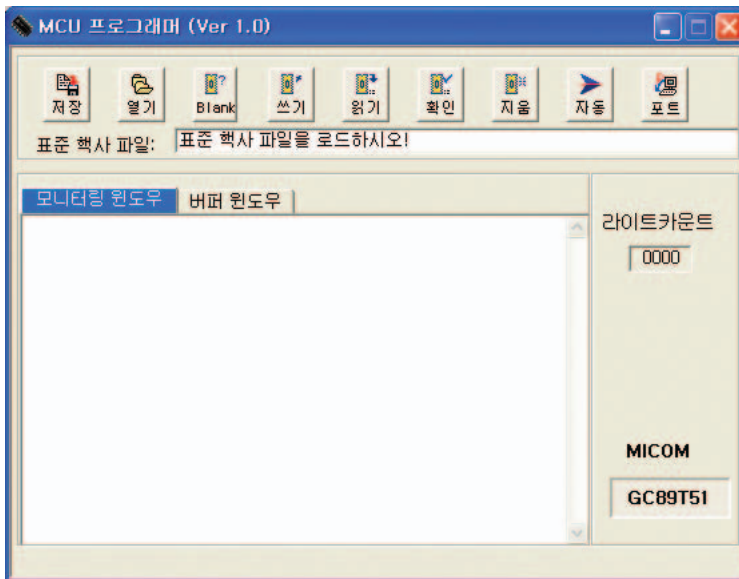 MCU 프로그래머 (Ver 1.0)
저장 열기 Blank 쓰기 읽기 확인 지움 자동 포트
표준 핵사 파일: 표준 핵사 파일을 로드하시오!
모니터링 윈도우 버퍼 윈도우
라이트카운트
0000
MICOM
GC89T51